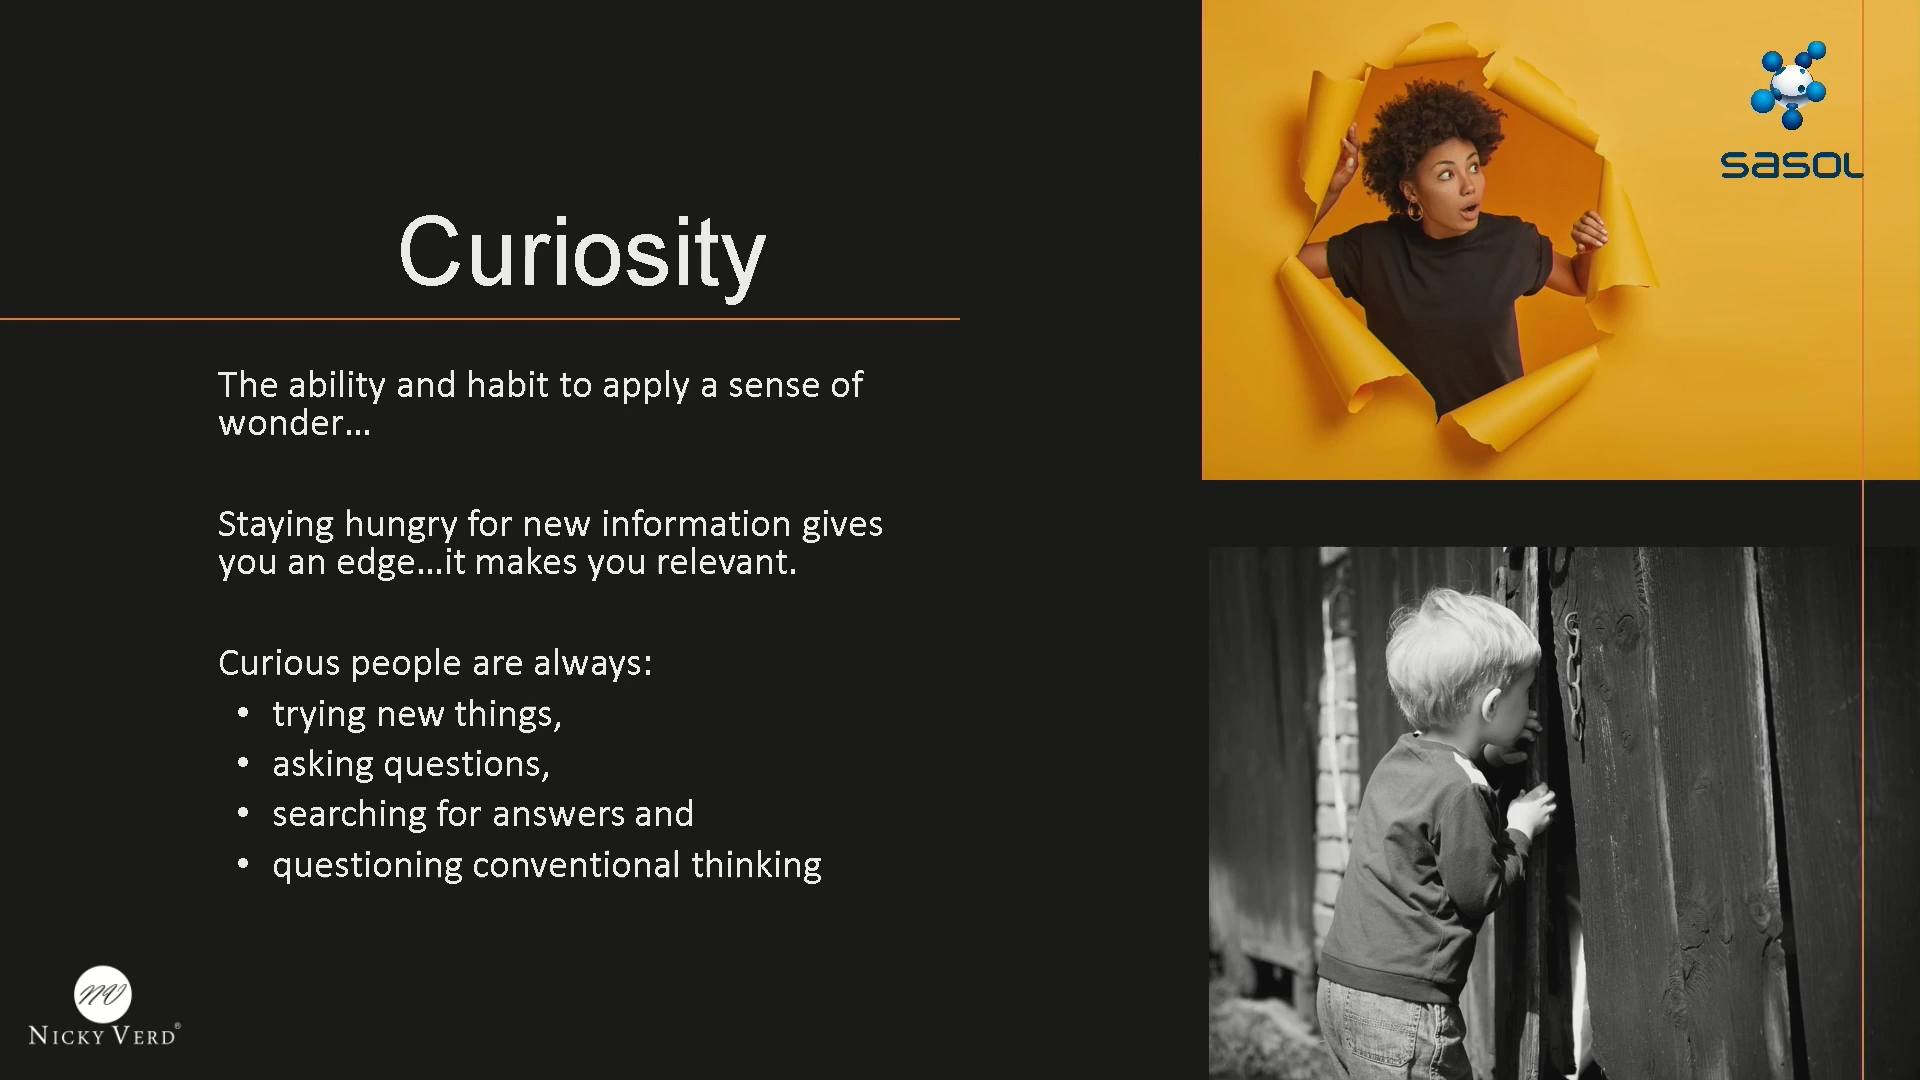 Curiosity
The ability and habit to apply a sense of
wonder...
Staying hungry for new information gives
you an edge...it makes you relevant.
Curious people are always:
• trying new things,
• asking questions,
• searching for answers and
• questioning conventional thinking
sasol
NV
NICKY VERD®